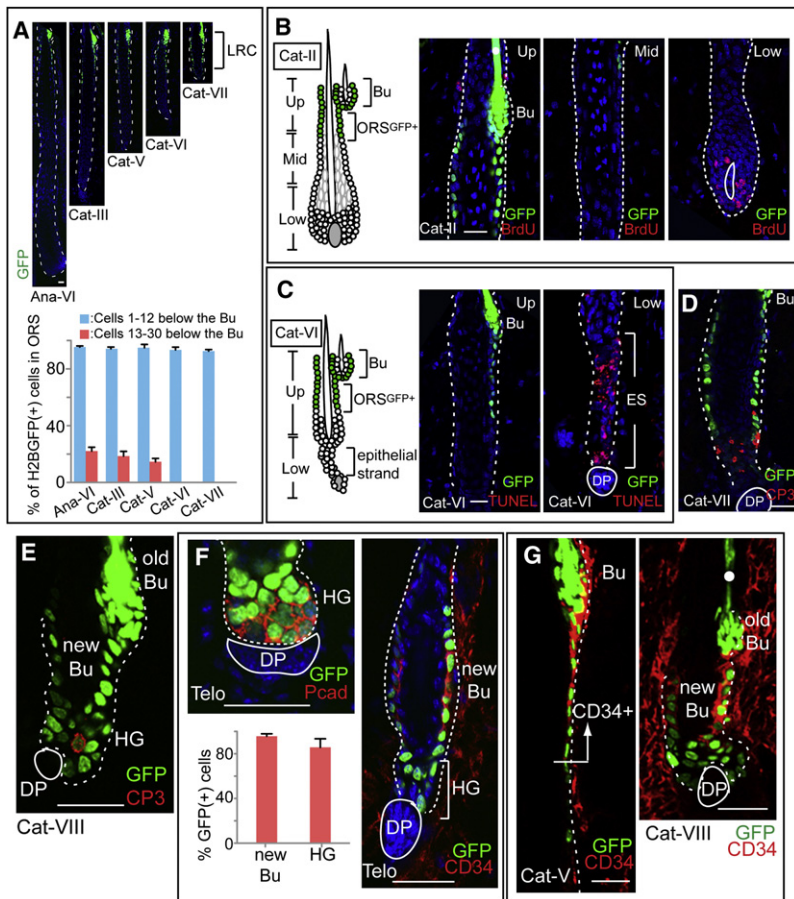 A
LRC
Cat-VII
Cat-VI
Cat-V
Cat-III
GFP
Ana-VI
:Cells 1-12 below the Bu
:Cells 13-30 below the Bu
% of H2BGFP(+) cells in ORS
80
40
0
Ana-VI
Cat-III
Cat-V
Cat-VI
Cat-VII
B
Cat-II
Up
Mid
Low
Bu
ORSGFP+
Up
Bu
Cat-II
GFP
BrdU
Mid
GFP
BrdU
Low
GFP
BrdU
C
Cat-VI
Up
Low
Bu
ORSGFP+
epithelial
strand
Up
Bu
GFP
Cat-VI
TUNEL
Low
ES
DP
GFP
Cat-VI
TUNEL
D
Bu
GFP
Cat-VII
CP3
DP
E
old
Bu
new
Bu
HG
DP
GFP
CP3
Cat-VIII
F
HG
DP
GFP
Telo
Pcad
% GFP(+) cells
80
40
0
new
Bu
HG
new
Bu
HG
DP
GFP
Telo
CD34
G
Bu
CD34+
GFP
Cat-V
CD34
old
Bu
new
Bu
DP
Cat-VIII
GFP
CD34